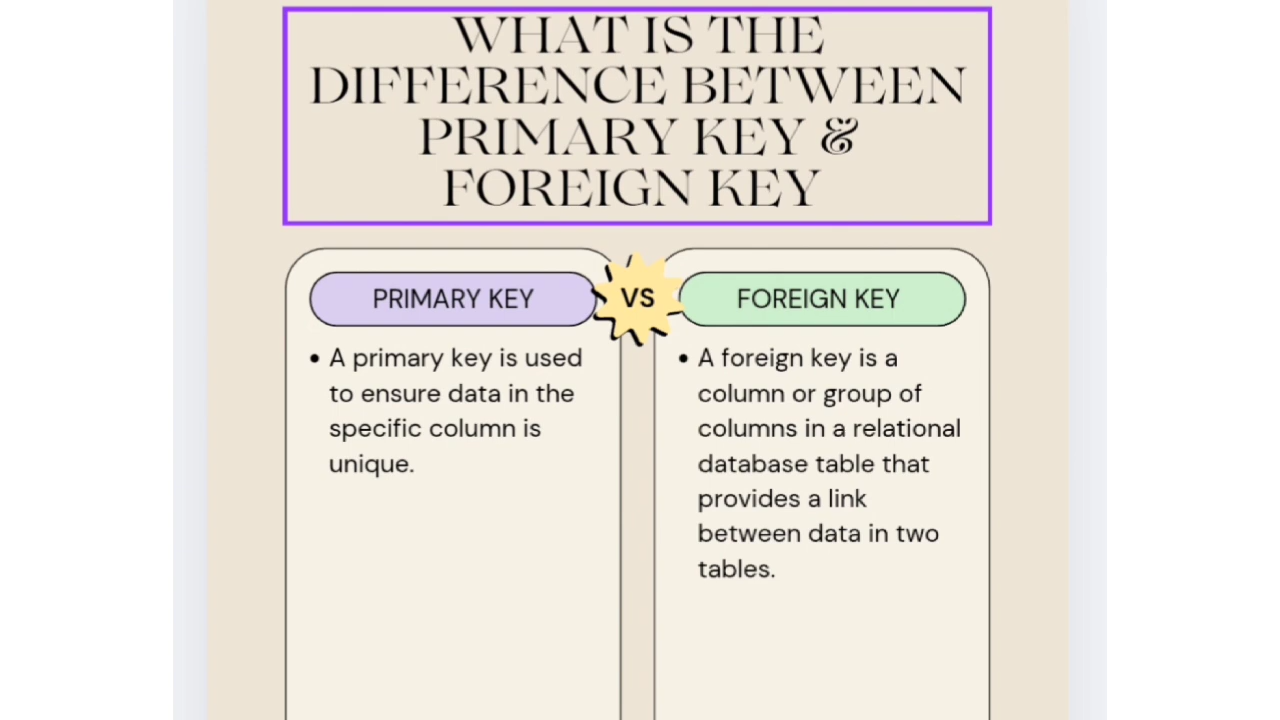 WHAT IS THE
DIFFERENCE BETWEEN
PRIMARY KEY &
FOREIGN KEY
PRIMARY KEY
VS
FOREIGN KEY
• A primary key is used
to ensure data in the
specific column is
unique.
• A foreign key is a
column or group of
columns in a relational
database table that
provides a link
between data in two
tables.